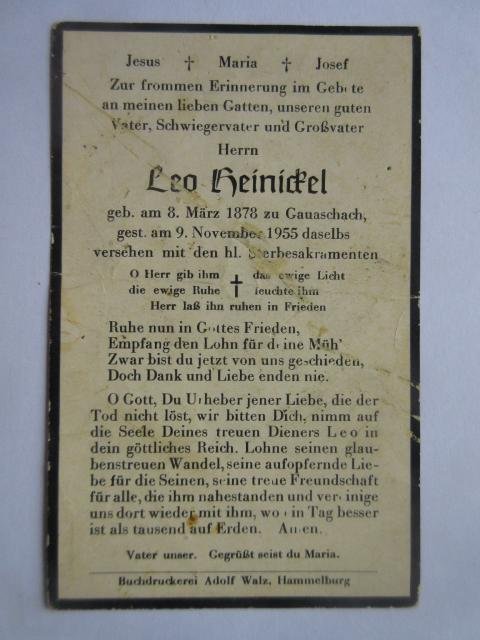 Jesus † Maria † Josef
Zur frommen Erinnerung im Gebete
an meinen lieben Gatten, unseren guten
Vater, Schwiegervater und Großvater
Herrn
Leo Heinickel
geb. am 8. März 1878 zu Gauaschach,
gest. am 9. November 1955 daselbs
versehen mit den hl. Sterbesakramenten
O Herr gib ihm † das ewige Licht
die ewige Ruhe leuchte ihm
Herr laß ihn ruhen in Frieden
Ruhe nun in Gottes Frieden,
Empfang den Lohn für deine Müh'
Zwar bist du jetzt von uns geschieden,
Doch Dank und Liebe enden nie.
O Gott, Du Urheber jener Liebe, die der
Tod nicht löst, wir bitten Dich, nimm auf
die Seele Deines treuen Dieners Leo in
dein göttliches Reich. Lohne seinen glau-
benstreuen Wandel, seine aufopfernde Lie-
be für die Seinen, seine treue Freundschaft
für alle, die ihm nahestanden und vereinige
uns dort wieder mit ihm, wo ein Tag besser
ist als tausend auf Erden. Amen.
Vater unser. Gegrüßt seist du Maria.
Buchdruckerei Adolf Walz, Hammelburg